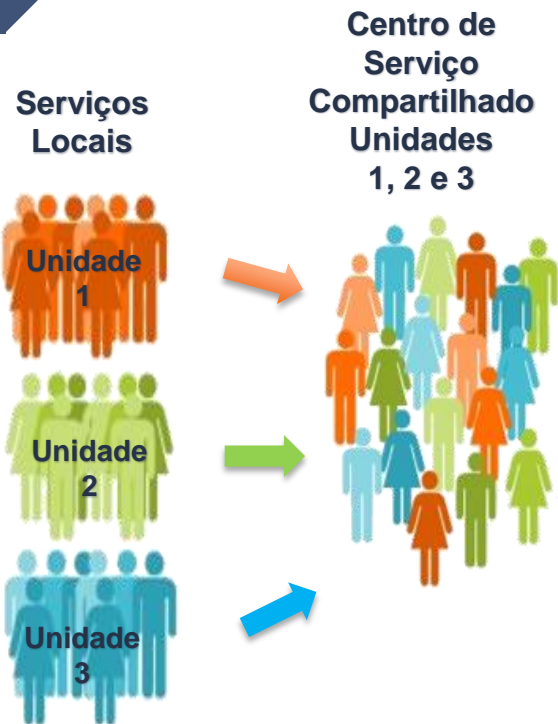 Serviços
Locais
Centro de
Serviço
Compartilhado
Unidades
1, 2 e 3
Unidade
1
Unidade
2
Unidade
3